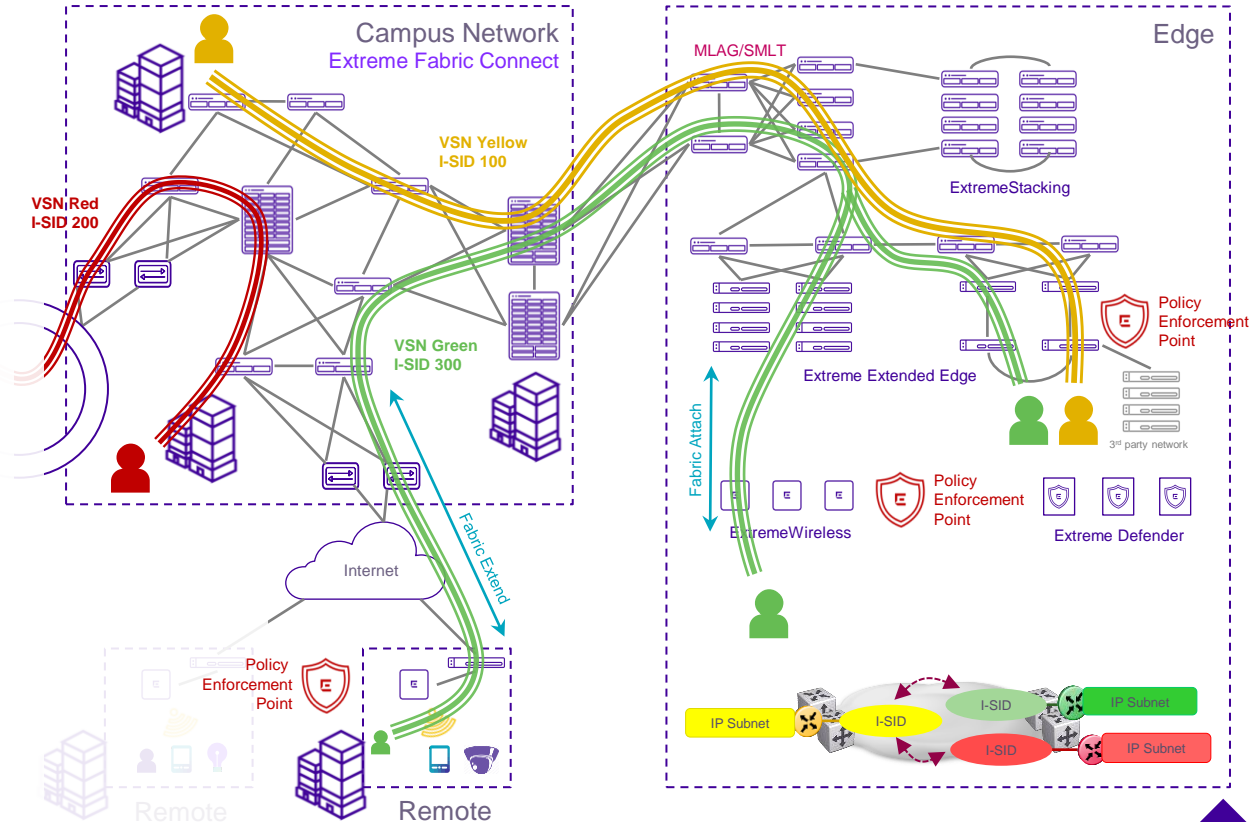 Campus Network
Extreme Fabric Connect
Edge
MLAG/SMLT
VSN Yellow
I-SID 100
ExtremeStacking
VSN Red
I-SID 200
VSN Green
I-SID 300
Policy
Enforcement
Point
Extreme Extended Edge
3rd party network
Fabric Attach
Policy
Enforcement
Point
ExtremeWireless
Extreme Defender
Fabric Extend
Internet
Policy
Enforcement
Point
IP Subnet
I-SID
I-SID
IP Subnet
I-SID
IP Subnet
Remote
Remote